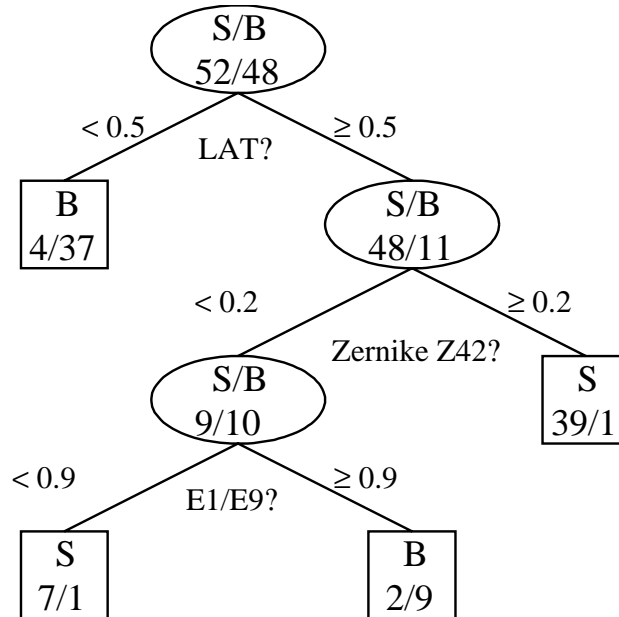 S/B
52/48
< 0.5
≥ 0.5
LAT?
B
4/37
S/B
48/11
< 0.2
≥ 0.2
Zernike Z42?
S/B
9/10
S
39/1
< 0.9
≥ 0.9
E1/E9?
S
7/1
B
2/9